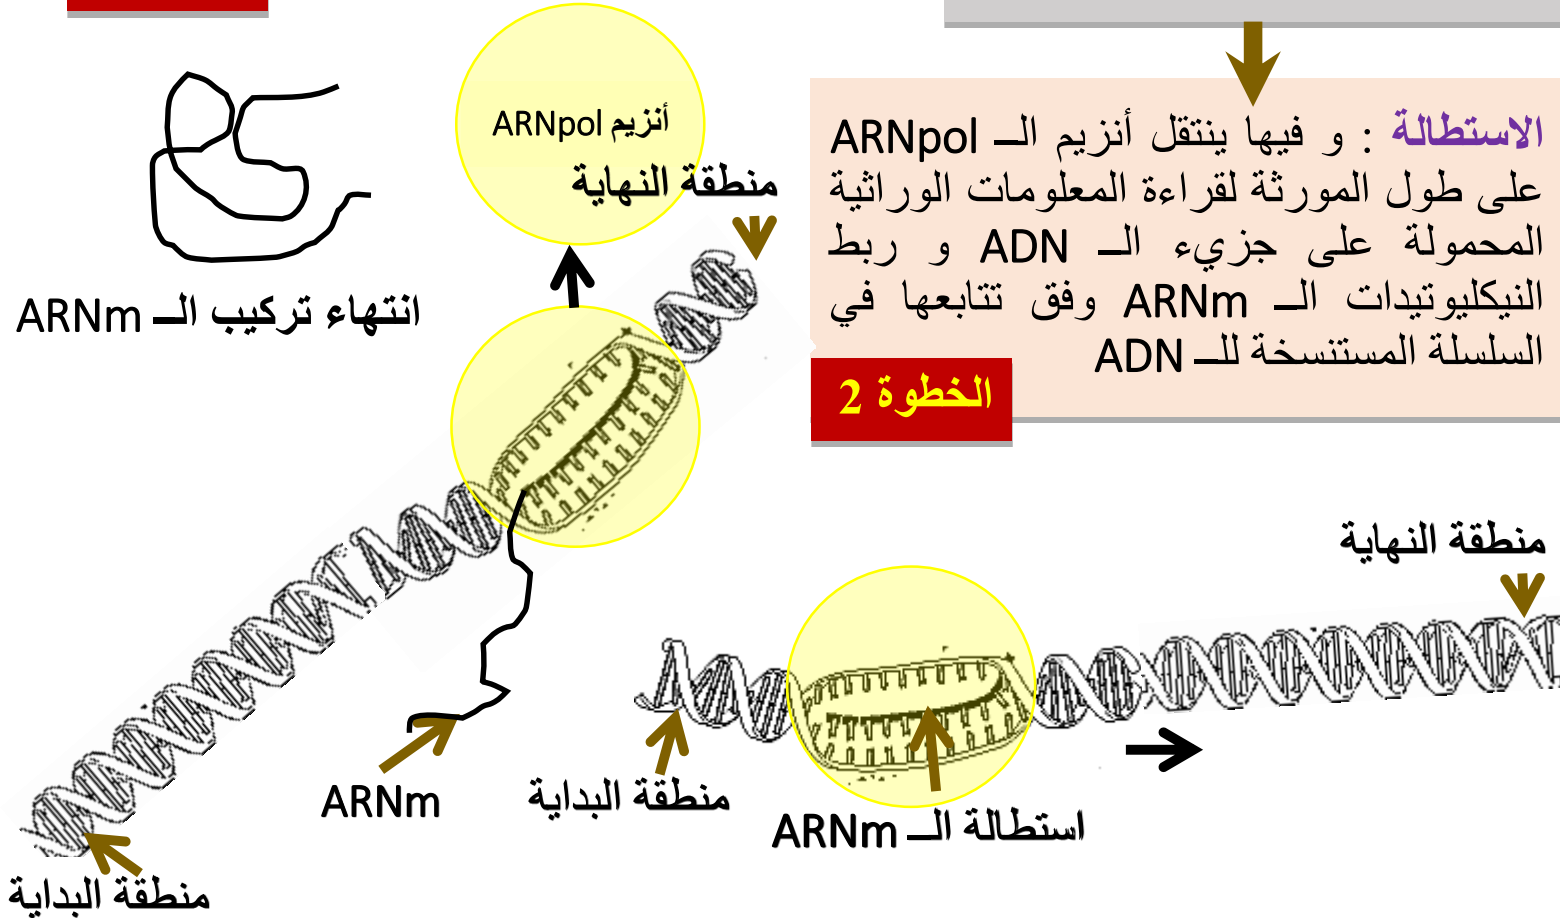 الاستطالة : و فيها ينتقل أنزيم الـ ARNpol
على طول المورثة لقراءة المعلومات الوراثية
المحمولة على جزيء الـ ADN و ربط
النيكليوتيدات الـ ARNm وفق تتابعها في
السلسلة المستنسخة للـ ADN
الخطوة 2
أنزيم ARNpol
منطقة النهاية
انتهاء تركيب الـ ARNm
منطقة النهاية
ARNm
منطقة البداية
استطالة الـ ARNm
منطقة البداية